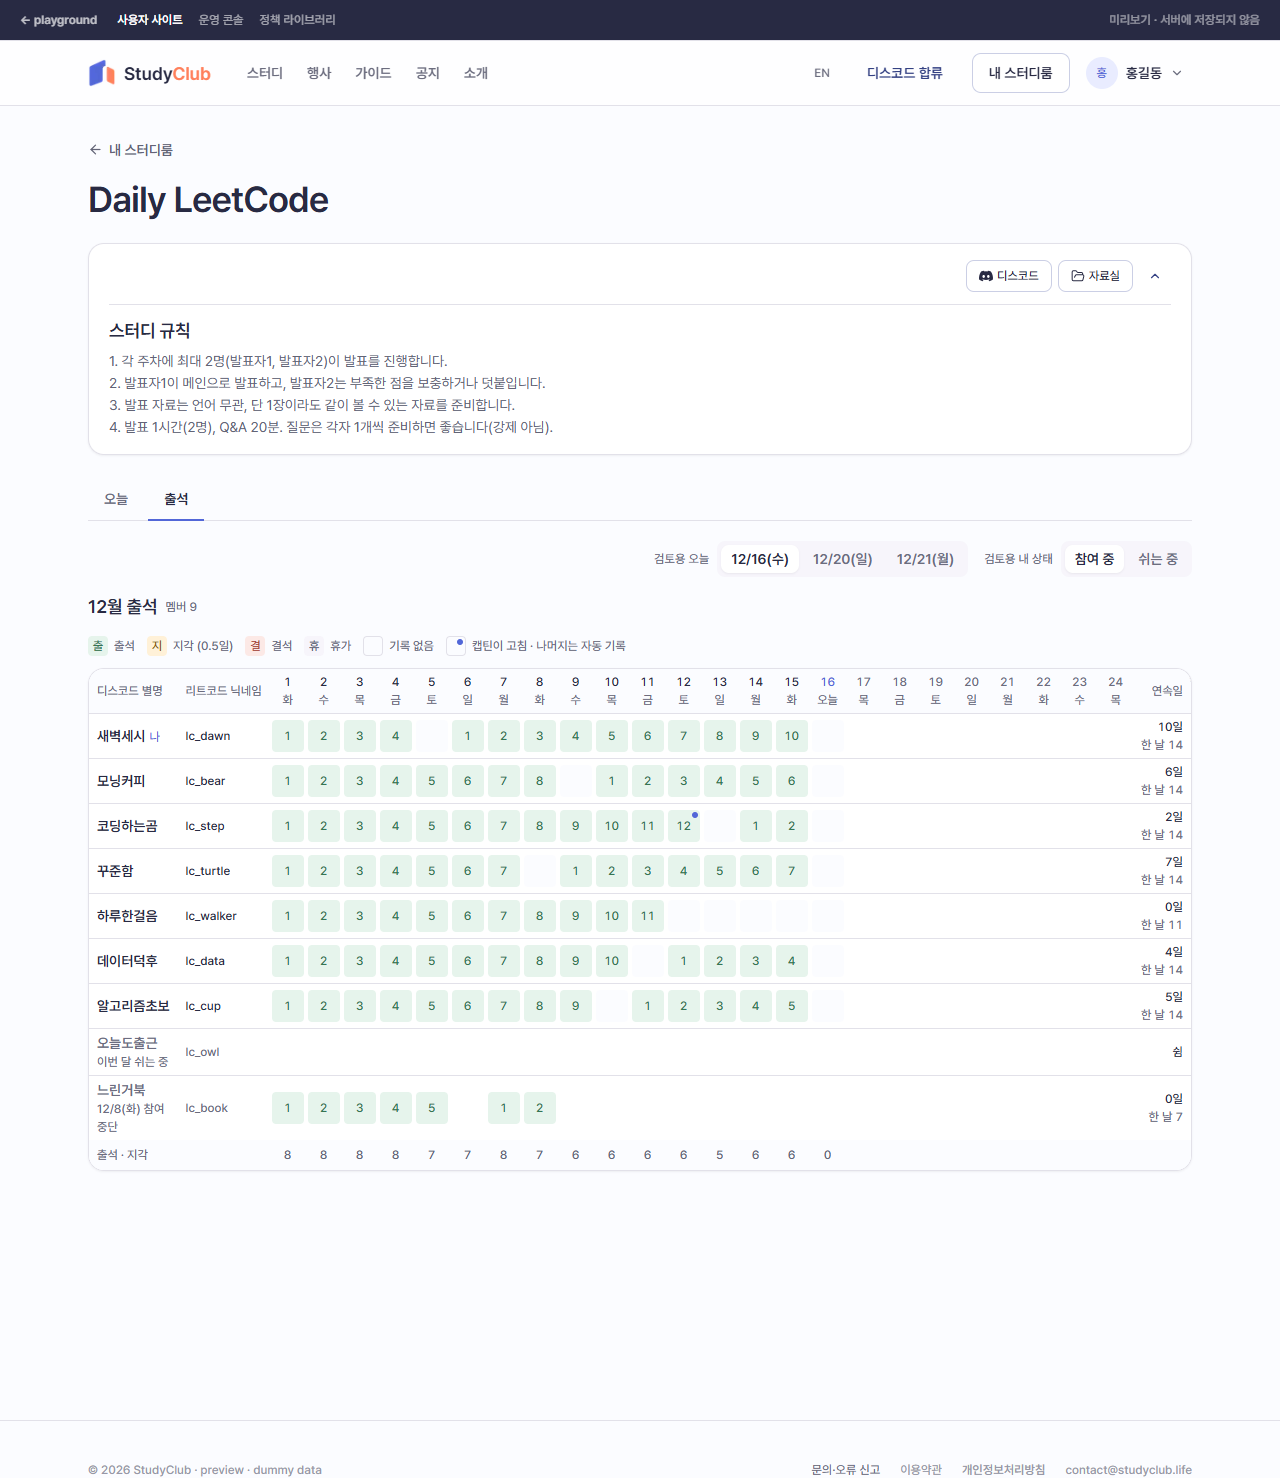 ← playground 사용자 사이트 운영 콘솔 정책 라이브러리 미리보기 · 서버에 저장되지 않음
StudyClub 스터디 행사 가이드 공지 소개 EN 디스코드 합류 내 스터디룸 홍 홍길동
← 내 스터디룸
Daily LeetCode
디스코드 자료실
스터디 규칙
1. 각 주차에 최대 2명(발표자1, 발표자2)이 발표를 진행합니다.
2. 발표자1이 메인으로 발표하고, 발표자2는 부족한 점을 보충하거나 덧붙입니다.
3. 발표 자료는 언어 무관, 단 1장이라도 같이 볼 수 있는 자료를 준비합니다.
4. 발표 1시간(2명), Q&A 20분. 질문은 각자 1개씩 준비하면 좋습니다(강제 아님).
오늘 출석
검토용 오늘 12/16(수) 12/20(일) 12/21(월) 검토용 내 상태 참여 중 쉬는 중
12월 출석 멤버 9
출 출석 지 지각 (0.5일) 결 결석 휴 휴가 기록 없음 캡틴이 고침 · 나머지는 자동 기록
디스코드 별명 리트코드 닉네임 1 2 3 4 5 6 7 8 9 10 11 12 13 14 15 16 17 18 19 20 21 22 23 24 연속일
화 수 목 금 토 일 월 화 수 목 금 토 일 월 화 오늘 목 금 토 일 월 화 수 목
새벽세시 나 lc_dawn 1 2 3 4 1 2 3 4 5 6 7 8 9 10 10일
한 날 14
모닝커피 lc_bear 1 2 3 4 5 6 7 8 1 2 3 4 5 6 6일
한 날 14
코딩하는곰 lc_step 1 2 3 4 5 6 7 8 9 10 11 12 1 2 2일
한 날 14
꾸준함 lc_turtle 1 2 3 4 5 6 7 1 2 3 4 5 6 7 7일
한 날 14
하루한걸음 lc_walker 1 2 3 4 5 6 7 8 9 10 11 0일
한 날 11
데이터덕후 lc_data 1 2 3 4 5 6 7 8 9 10 1 2 3 4 4일
한 날 14
알고리즘초보 lc_cup 1 2 3 4 5 6 7 8 9 1 2 3 4 5 5일
한 날 14
오늘도출근 lc_owl 쉼
이번 달 쉬는 중
느린거북 lc_book 1 2 3 4 5 1 2 0일
12/8(화) 참여 한 날 7
중단
출석 · 지각 8 8 8 8 7 7 8 7 6 6 6 6 5 6 6 0
© 2026 StudyClub · preview · dummy data 문의·오류 신고 이용약관 개인정보처리방침 contact@studyclub.life